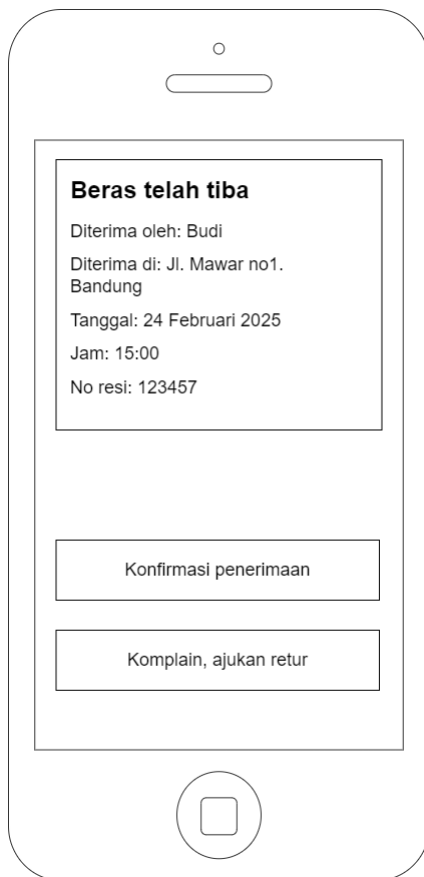 Beras telah tiba
Diterima oleh: Budi
Diterima di: Jl. Mawar no1.
Bandung
Tanggal: 24 Februari 2025
Jam: 15:00
No resi: 123457
Konfirmasi penerimaan
Komplain, ajukan retur